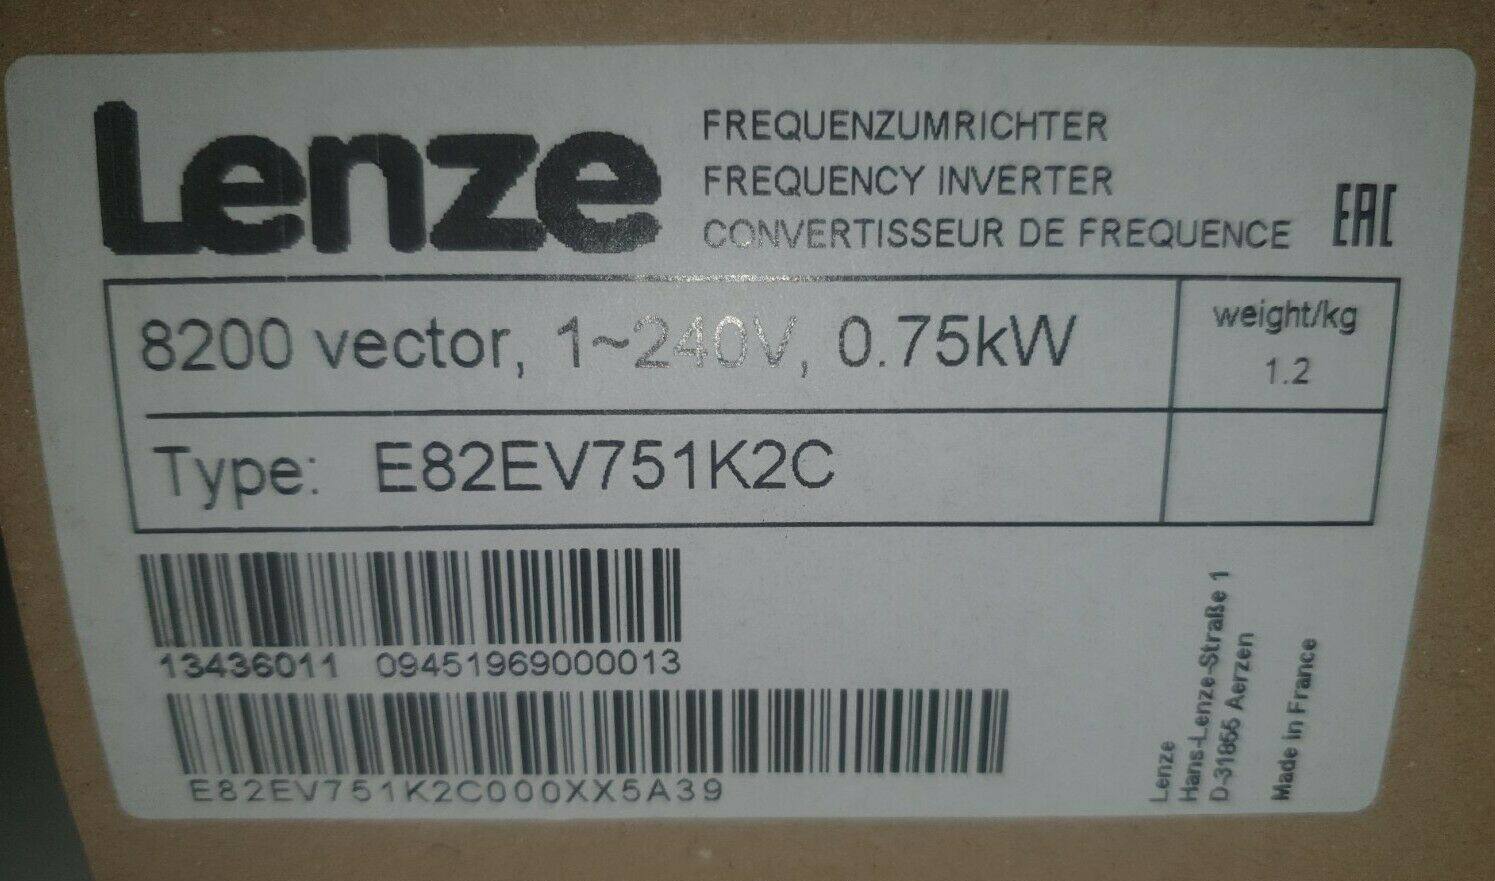 Lenze
FREQUENZUMRICHTER
FREQUENCY INVERTER
CONVERTISSEUR DE FREQUENCE
EAC
8200 vector, 1~240V, 0.75kW
weight/kg
1.2
Type: E82EV751K2C
13436011 09451969000013
E82EV751K2C000XX5A39
Lenze
Hans-Lenze-Straße 1
D-31855 Aerzen
Made in France